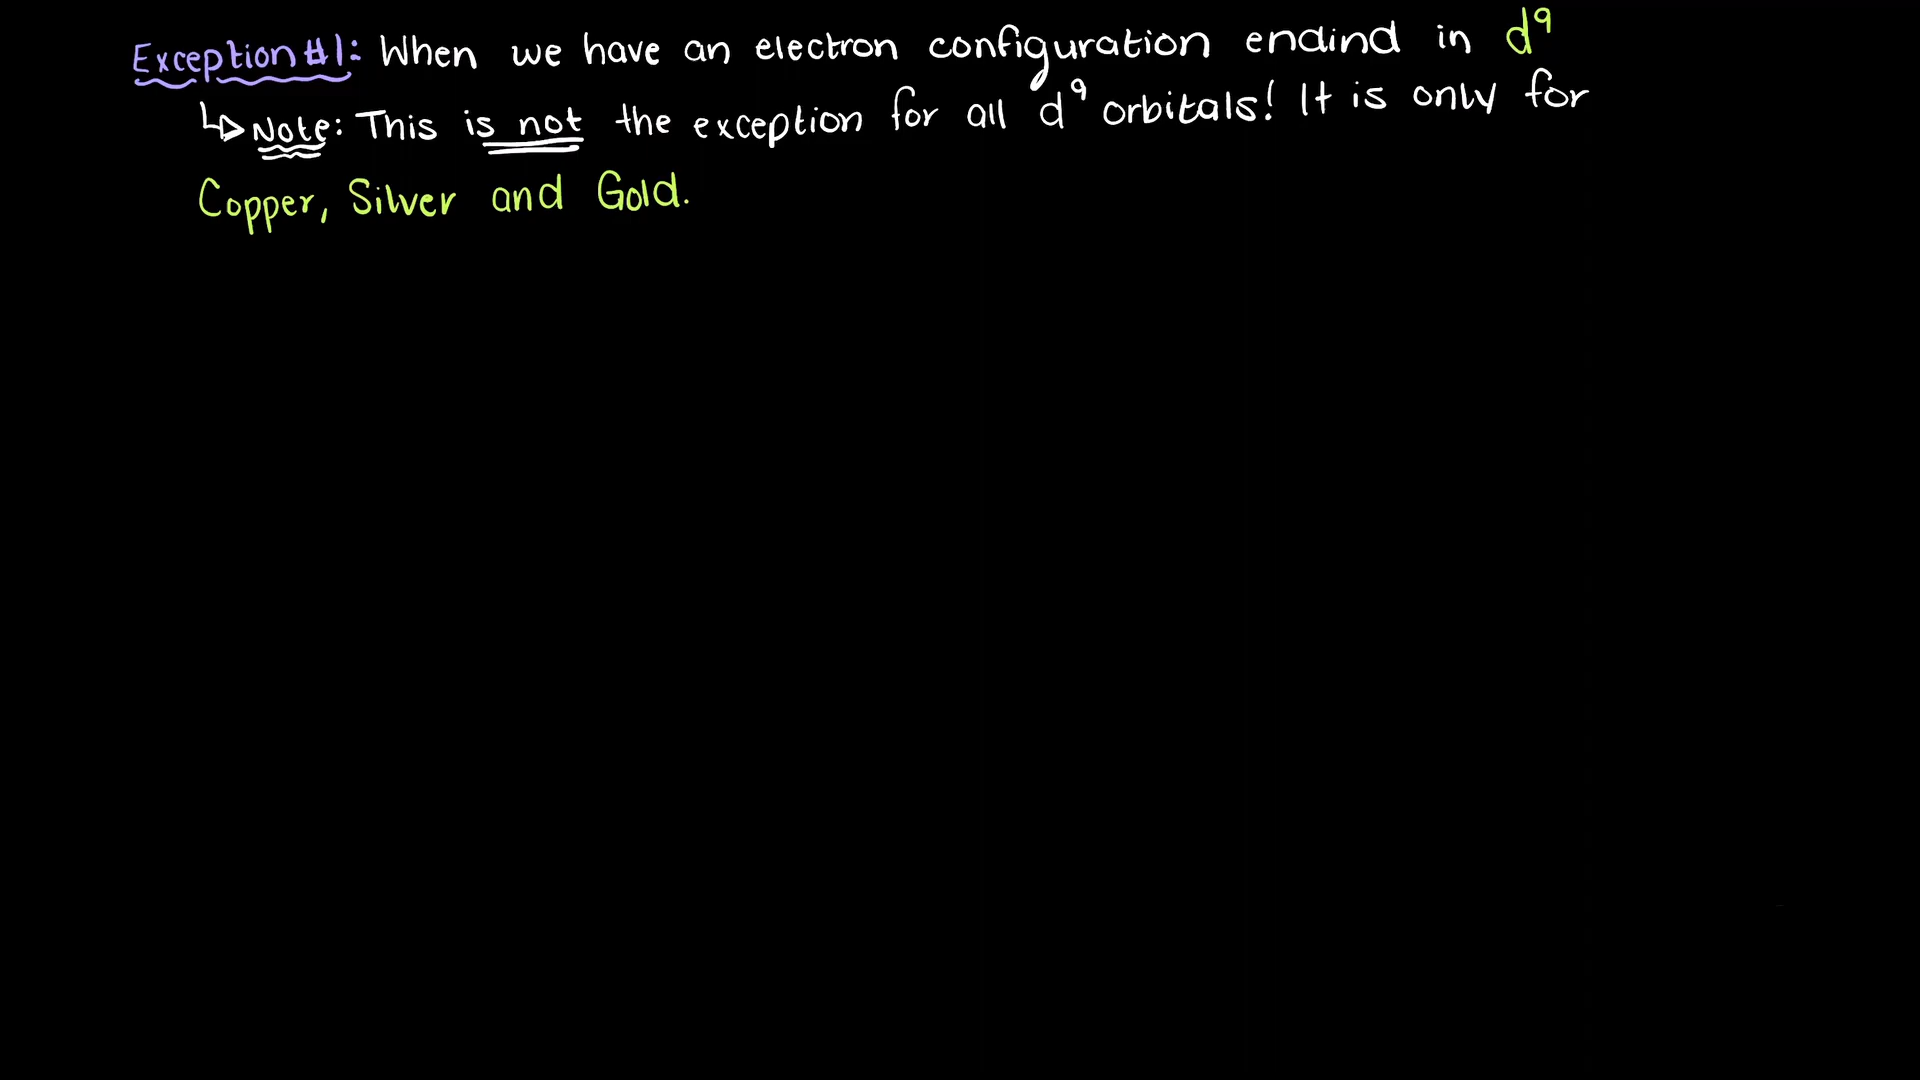 Exception #1: When we have an electron configuration endind in d⁹
Note: This is not the exception for all d⁹ orbitals! It is only for
Copper, Silver and Gold.